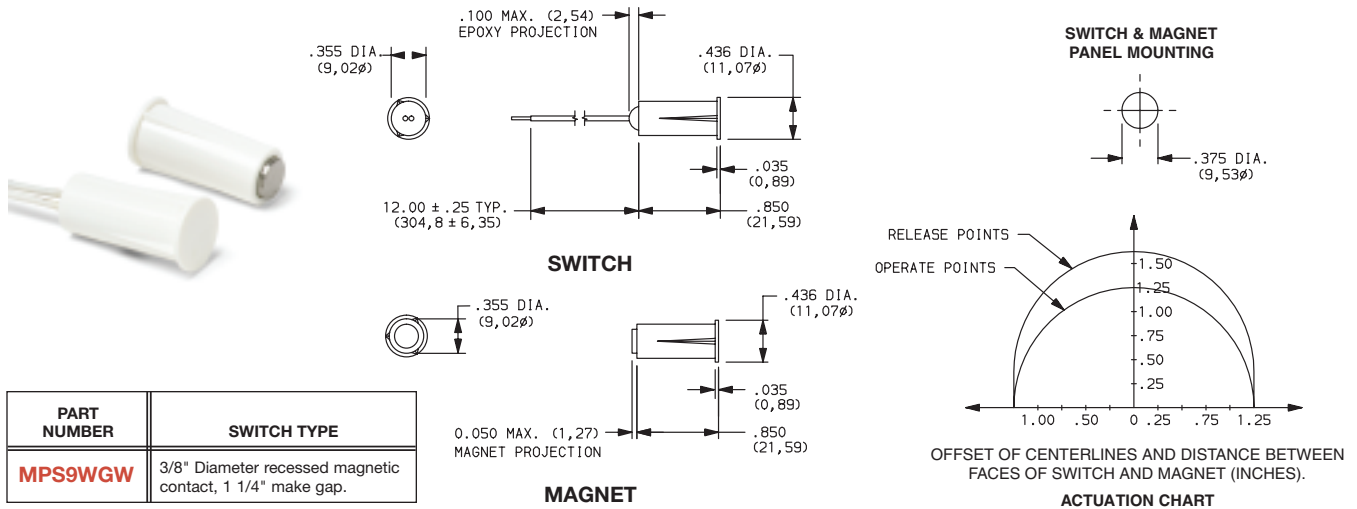 .100 MAX. (2,54)
EPOXY PROJECTION
.355 DIA.
(9,02ø)
.436 DIA.
(11,07ø)
.035
(0,89)
12.00 ± .25 TYP.
(304,8 ± 6,35)
.850
(21,59)
SWITCH
.355 DIA.
(9,02ø)
.436 DIA.
(11,07ø)
.035
(0,89)
0.050 MAX. (1,27)
MAGNET PROJECTION
.850
(21,59)
MAGNET
PART
NUMBER
SWITCH TYPE
MPS9WGW
3/8" Diameter recessed magnetic
contact, 1 1/4" make gap.
SWITCH & MAGNET
PANEL MOUNTING
.375 DIA.
(9,53ø)
RELEASE POINTS
OPERATE POINTS
1.50
1.25
1.00
.75
.50
.25
1.00 .50 0 .25 .75 1.25
OFFSET OF CENTERLINES AND DISTANCE BETWEEN
FACES OF SWITCH AND MAGNET (INCHES).
ACTUATION CHART